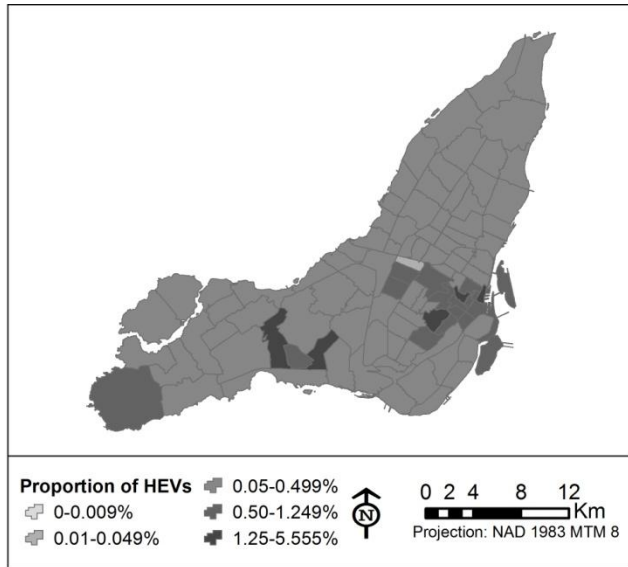 Proportion of HEVs
0-0.009%
0.01-0.049%
0.05-0.499%
0.50-1.249%
1.25-5.555%
N
0 2 4 8 12
Km
Projection: NAD 1983 MTM 8